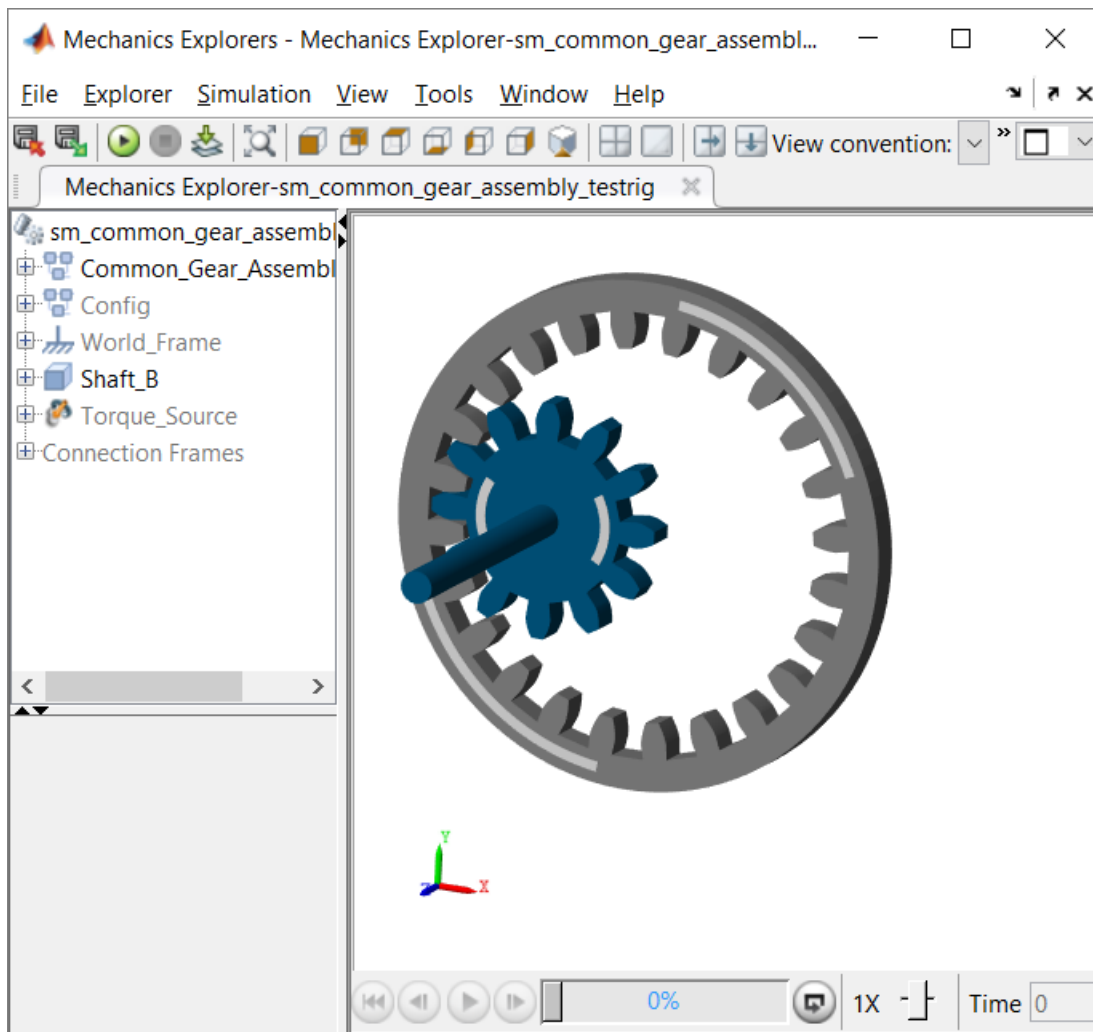 Mechanics Explorers - Mechanics Explorer-sm_common_gear_assembl...
File Explorer Simulation View Tools Window Help
View convention:
Mechanics Explorer-sm_common_gear_assembly_testrig
sm_common_gear_assembl
Common_Gear_Assembl
Config
World_Frame
Shaft_B
Torque_Source
Connection Frames
Y
Z X
0% 1X Time 0